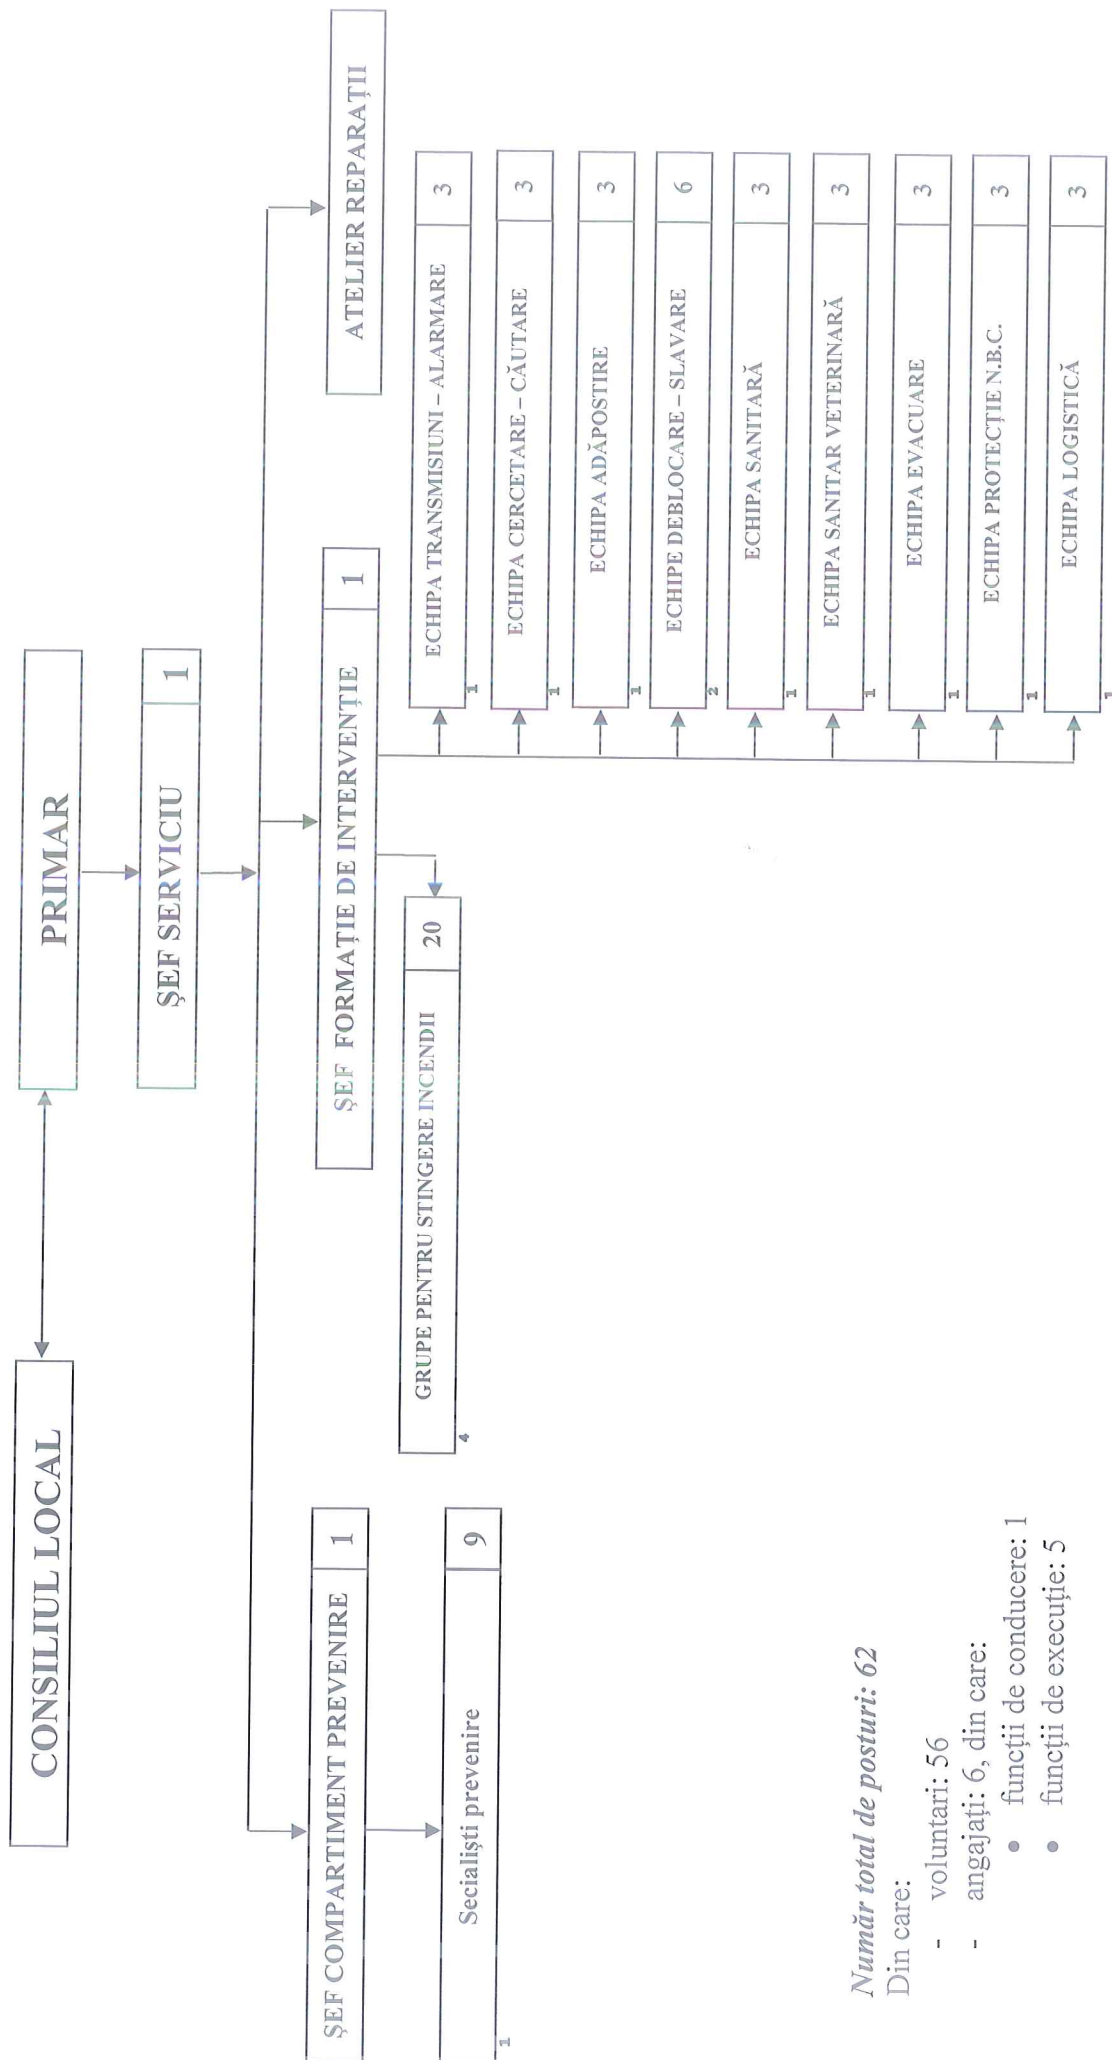 CONSILIUL LOCAL
PRIMAR
ŞEF SERVICIU
1
ŞEF COMPARTIMENT PREVENIRE
1
Secialişti prevenire
9
1
ŞEF FORMAŢIE DE INTERVENŢIE
1
GRUPE PENTRU STINGERE INCENDII
20
4
ATELIER REPARAŢII
ECHIPA TRANSMISIUNI – ALARMARE
3
1
ECHIPA CERCETARE – CĂUTARE
3
1
ECHIPA ADĂPOSTIRE
3
1
ECHIPE DEBLOCARE – SLAVARE
6
2
ECHIPA SANITARĂ
3
1
ECHIPA SANITAR VETERINARĂ
3
1
ECHIPA EVACUARE
3
1
ECHIPA PROTECŢIE N.B.C.
3
1
ECHIPA LOGISTICĂ
3
1
Număr total de posturi: 62
Din care:
- voluntari: 56
- angajaţi: 6, din care:
● funcţii de conducere: 1
● funcţii de execuţie: 5